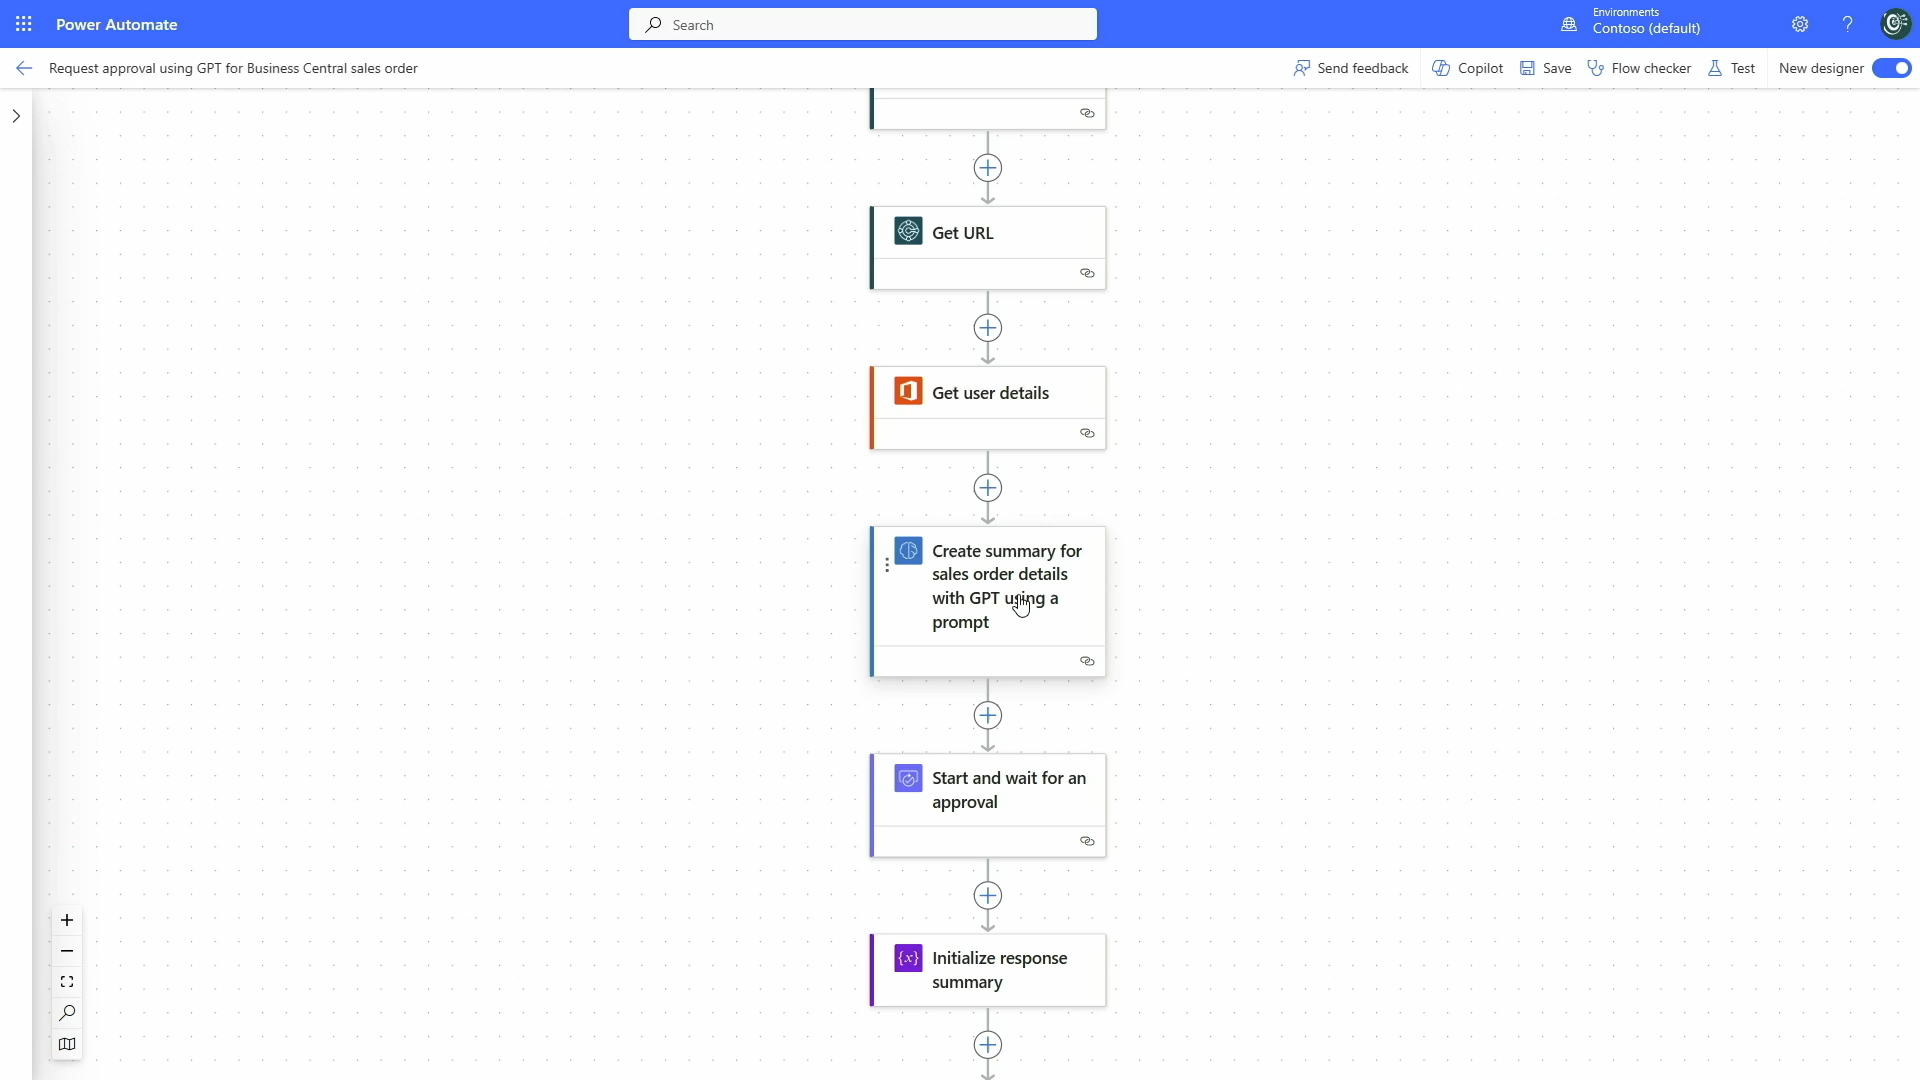 Power Automate
Search
Environments
Contoso (default)
?
Request approval using GPT for Business Central sales order
Send feedback
Copilot
Save
Flow checker
Test
New designer
Get URL
Get user details
Create summary for
sales order details
with GPT using a
prompt
Start and wait for an
approval
{x}
Initialize response
summary